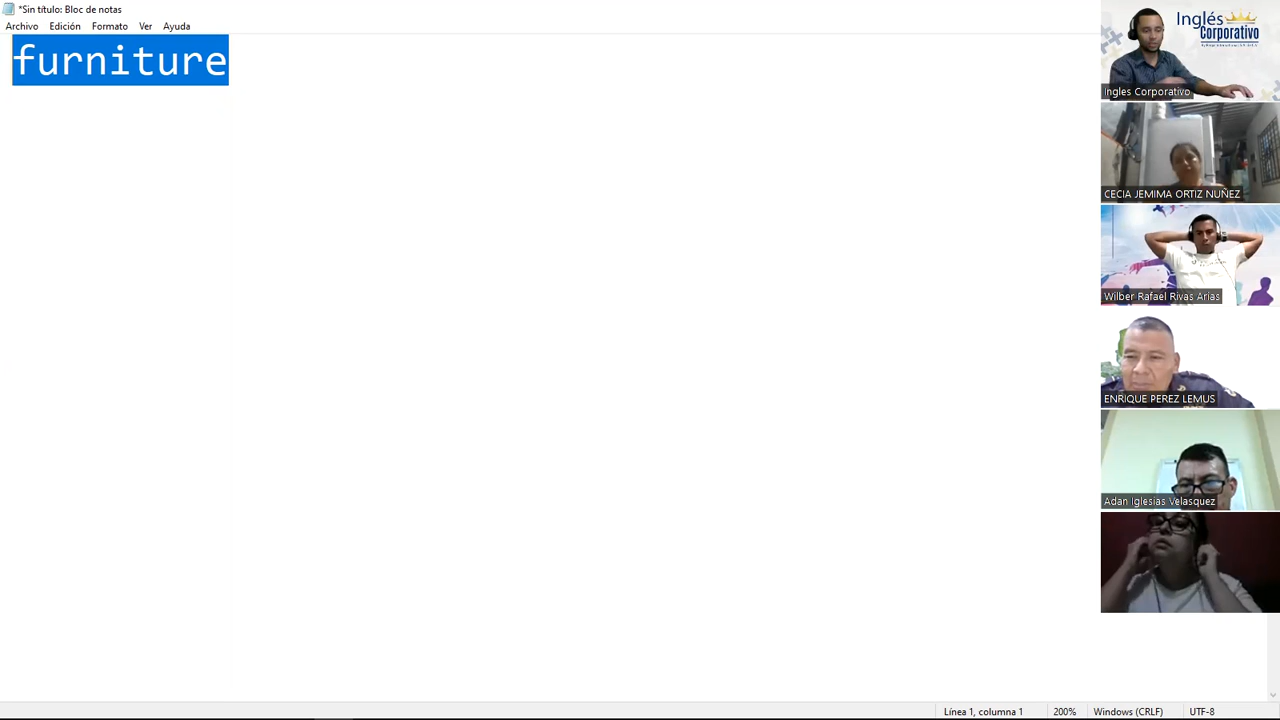 *Sin título: Bloc de notas
Archivo Edición Formato Ver Ayuda
furniture
Inglés
Corporativo
Ingles Corporativo
CECIA JEMIMA ORTIZ NUÑEZ
Wilber Rafael Rivas Arias
ENRIQUE PEREZ LEMUS
Adan Iglesias Velasquez
Línea 1, columna 1 200% Windows (CRLF) UTF-8